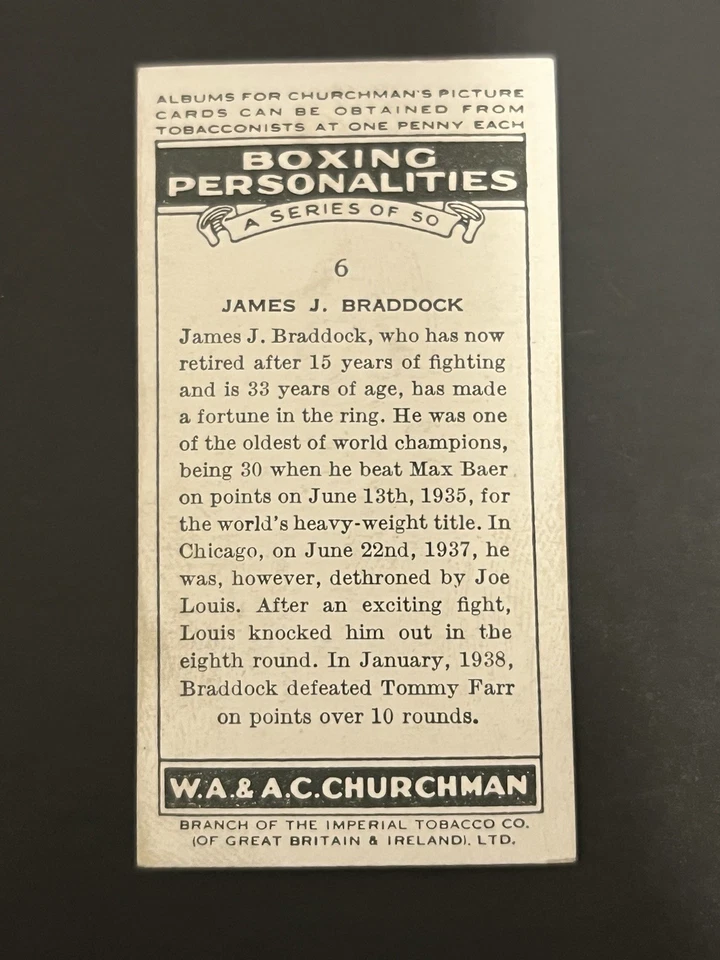 ALBUMS FOR CHURCHMAN'S PICTURE
CARDS CAN BE OBTAINED FROM
TOBACCONISTS AT ONE PENNY EACH
BOXING
PERSONALITIES
A SERIES OF 50
6
JAMES J. BRADDOCK
James J. Braddock, who has now
retired after 15 years of fighting
and is 33 years of age, has made
a fortune in the ring. He was one
of the oldest of world champions,
being 30 when he beat Max Baer
on points on June 13th, 1935, for
the world's heavy-weight title. In
Chicago, on June 22nd, 1937, he
was, however, dethroned by Joe
Louis. After an exciting fight,
Louis knocked him out in the
eighth round. In January, 1938,
Braddock defeated Tommy Farr
on points over 10 rounds.
W.A. & A.C. CHURCHMAN
BRANCH OF THE IMPERIAL TOBACCO CO.
(OF GREAT BRITAIN & IRELAND), LTD.